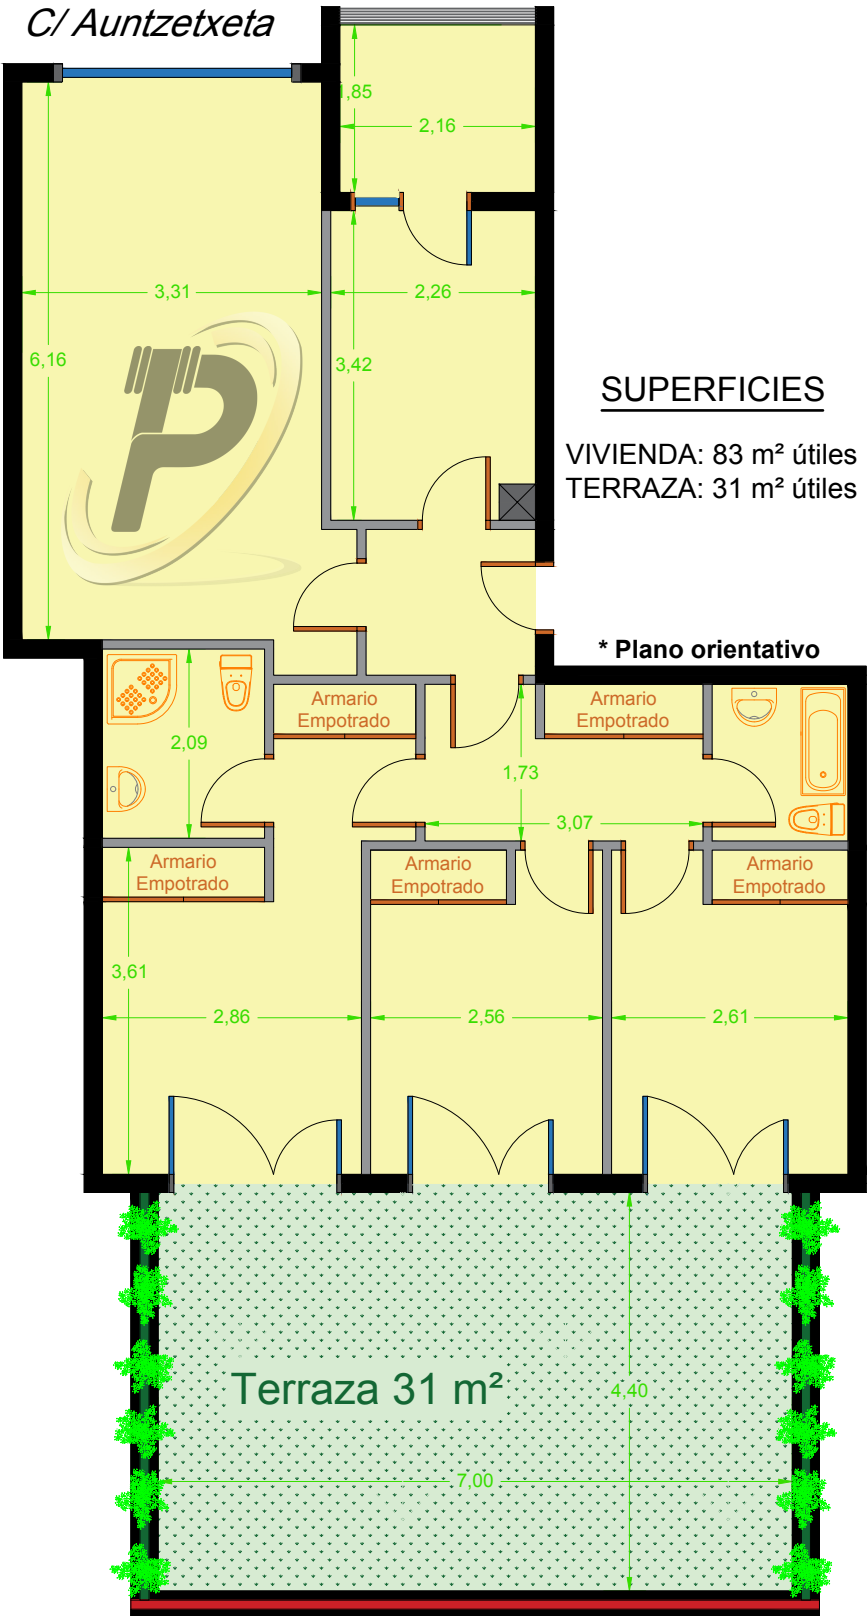 C/ Auntzetxeta
1,85
2,16
3,31
2,26
6,16
3,42
SUPERFICIES
VIVIENDA: 83 m² útiles
TERRAZA: 31 m² útiles
* Plano orientativo
Armario
Empotrado
Armario
Empotrado
2,09
1,73
3,07
Armario
Empotrado
Armario
Empotrado
Armario
Empotrado
3,61
2,86
2,56
2,61
Terraza 31 m²
4,40
7,00